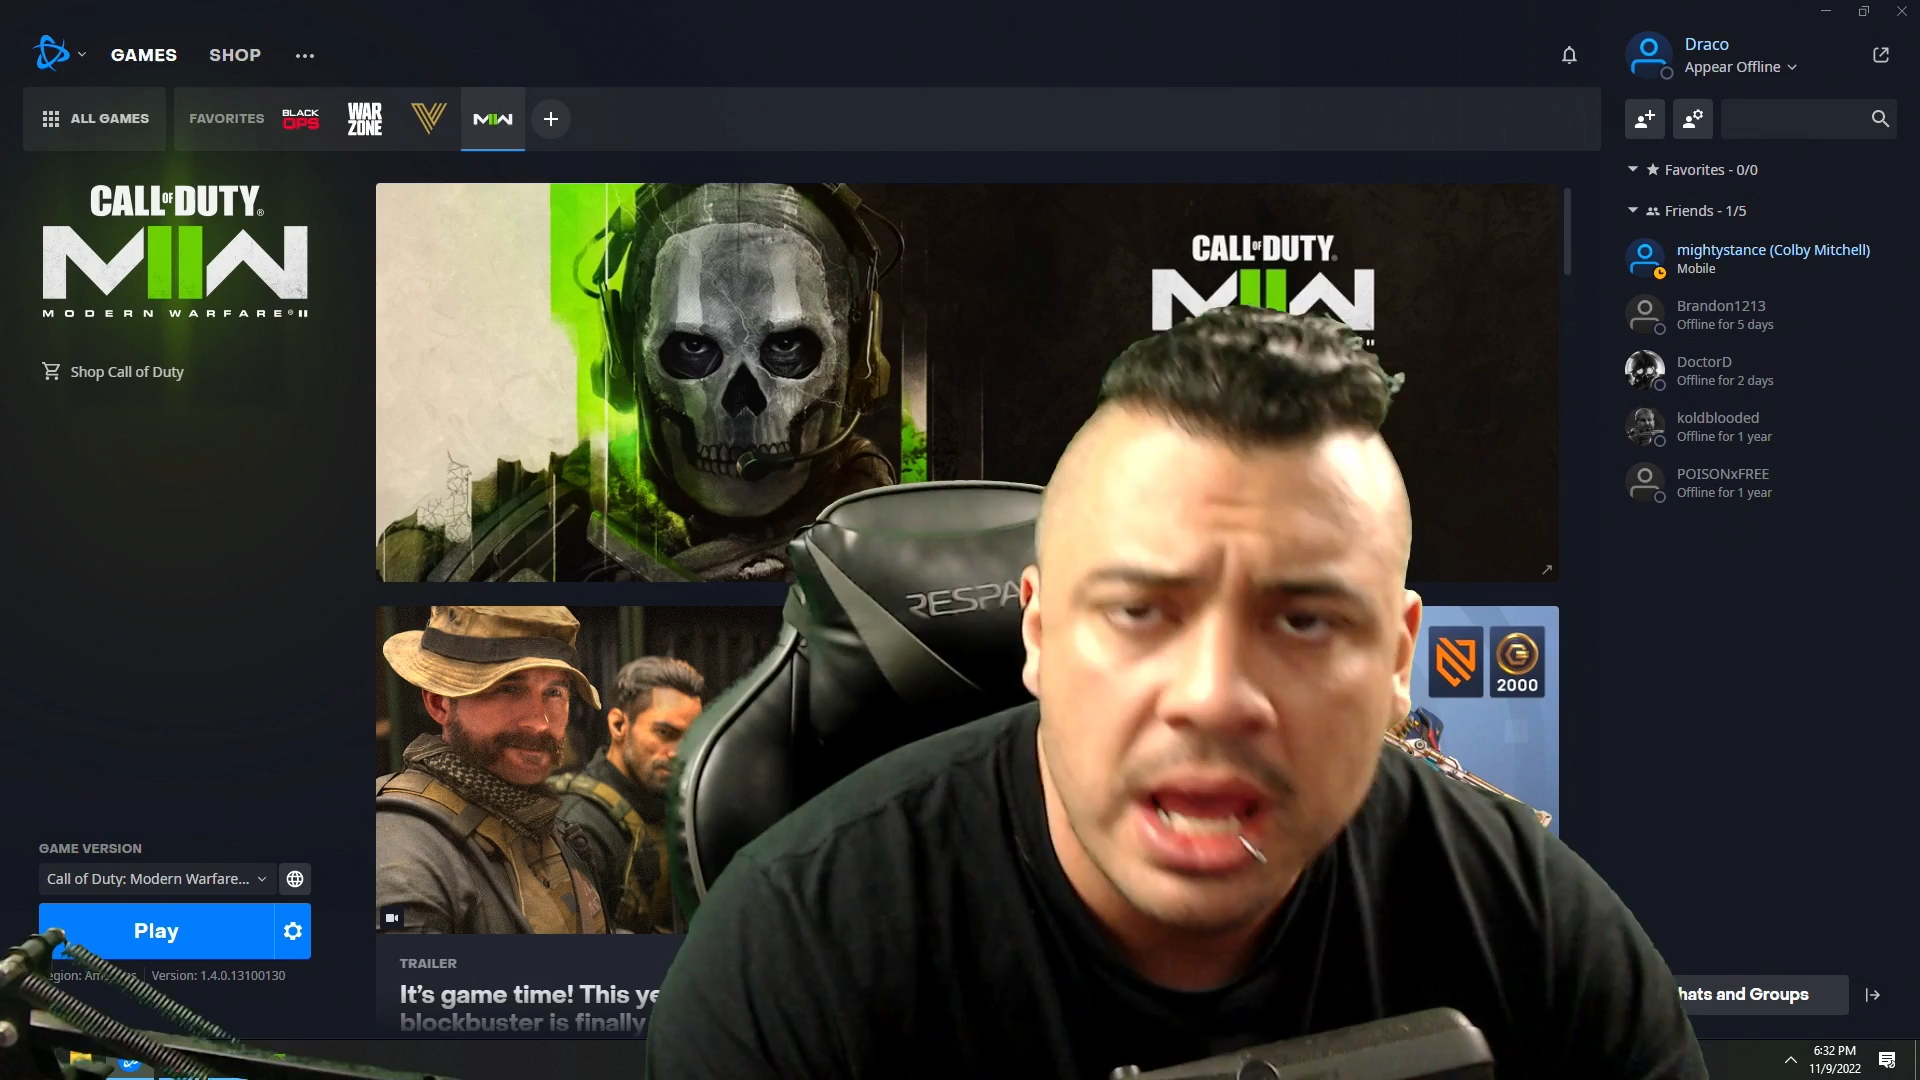 GAMES SHOP
Draco
Appear Offline
ALL GAMES FAVORITES BLACK OPS WAR ZONE V MW
Favorites - 0/0
CALL OF DUTY®
MW
MODERN WARFARE® II
Shop Call of Duty
CALL OF DUTY®
MW
Friends - 1/5
mightystance (Colby Mitchell)
Mobile
Brandon1213
Offline for 5 days
DoctorD
Offline for 2 days
koldblooded
Offline for 1 year
POISONxFREE
Offline for 1 year
RESPA
2000
GAME VERSION
Call of Duty: Modern Warfare...
Play
Version: 1.4.0.13100130
TRAILER
It's game time! This
blockbuster is finally
hats and Groups
6:32 PM
11/9/2022